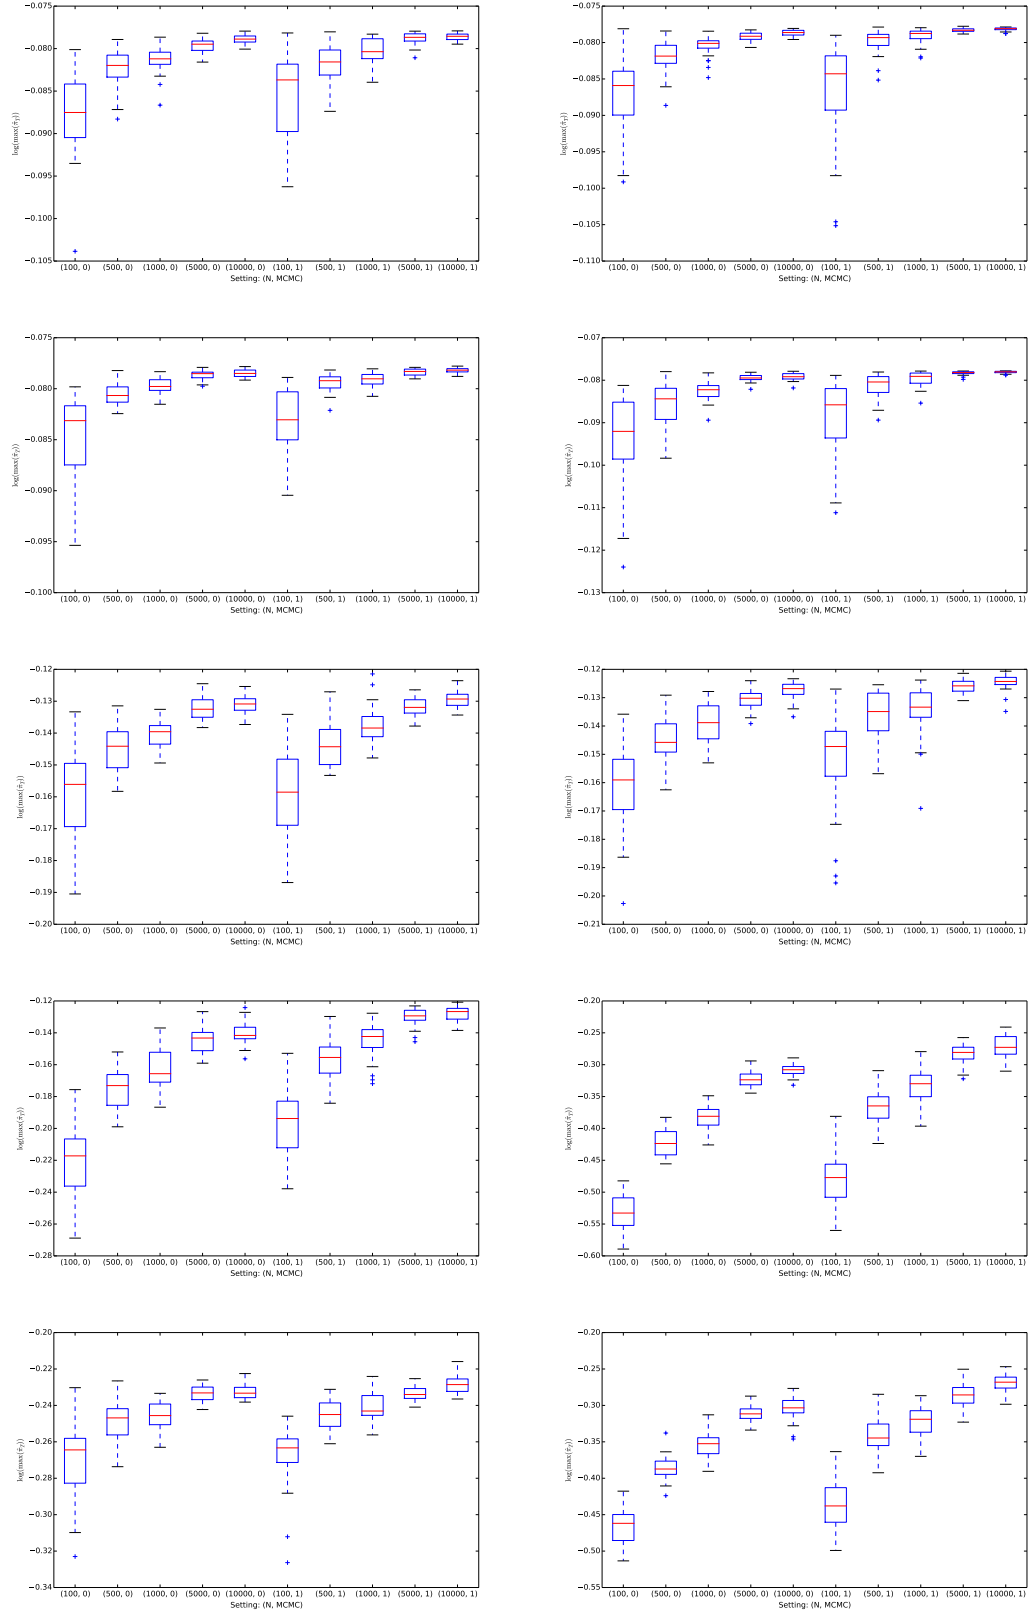 −0.075
−0.080
−0.085
−0.090
−0.095
−0.100
−0.105
log(max(π̂_T))
(100, 0) (500, 0) (1000, 0) (5000, 0) (10000, 0) (100, 1) (500, 1) (1000, 1) (5000, 1) (10000, 1)
Setting: (N, MCMC)
−0.075
−0.080
−0.085
−0.090
−0.095
−0.100
−0.105
−0.110
log(max(π̂_T))
(100, 0) (500, 0) (1000, 0) (5000, 0) (10000, 0) (100, 1) (500, 1) (1000, 1) (5000, 1) (10000, 1)
Setting: (N, MCMC)
−0.075
−0.080
−0.085
−0.090
−0.095
−0.100
log(max(π̂_T))
(100, 0) (500, 0) (1000, 0) (5000, 0) (10000, 0) (100, 1) (500, 1) (1000, 1) (5000, 1) (10000, 1)
Setting: (N, MCMC)
−0.07
−0.08
−0.09
−0.10
−0.11
−0.12
−0.13
log(max(π̂_T))
(100, 0) (500, 0) (1000, 0) (5000, 0) (10000, 0) (100, 1) (500, 1) (1000, 1) (5000, 1) (10000, 1)
Setting: (N, MCMC)
−0.12
−0.13
−0.14
−0.15
−0.16
−0.17
−0.18
−0.19
−0.20
log(max(π̂_T))
(100, 0) (500, 0) (1000, 0) (5000, 0) (10000, 0) (100, 1) (500, 1) (1000, 1) (5000, 1) (10000, 1)
Setting: (N, MCMC)
−0.12
−0.13
−0.14
−0.15
−0.16
−0.17
−0.18
−0.19
−0.20
−0.21
log(max(π̂_T))
(100, 0) (500, 0) (1000, 0) (5000, 0) (10000, 0) (100, 1) (500, 1) (1000, 1) (5000, 1) (10000, 1)
Setting: (N, MCMC)
−0.12
−0.14
−0.16
−0.18
−0.20
−0.22
−0.24
−0.26
−0.28
log(max(π̂_T))
(100, 0) (500, 0) (1000, 0) (5000, 0) (10000, 0) (100, 1) (500, 1) (1000, 1) (5000, 1) (10000, 1)
Setting: (N, MCMC)
−0.20
−0.25
−0.30
−0.35
−0.40
−0.45
−0.50
−0.55
−0.60
log(max(π̂_T))
(100, 0) (500, 0) (1000, 0) (5000, 0) (10000, 0) (100, 1) (500, 1) (1000, 1) (5000, 1) (10000, 1)
Setting: (N, MCMC)
−0.20
−0.22
−0.24
−0.26
−0.28
−0.30
−0.32
−0.34
log(max(π̂_T))
(100, 0) (500, 0) (1000, 0) (5000, 0) (10000, 0) (100, 1) (500, 1) (1000, 1) (5000, 1) (10000, 1)
Setting: (N, MCMC)
−0.20
−0.25
−0.30
−0.35
−0.40
−0.45
−0.50
−0.55
log(max(π̂_T))
(100, 0) (500, 0) (1000, 0) (5000, 0) (10000, 0) (100, 1) (500, 1) (1000, 1) (5000, 1) (10000, 1)
Setting: (N, MCMC)